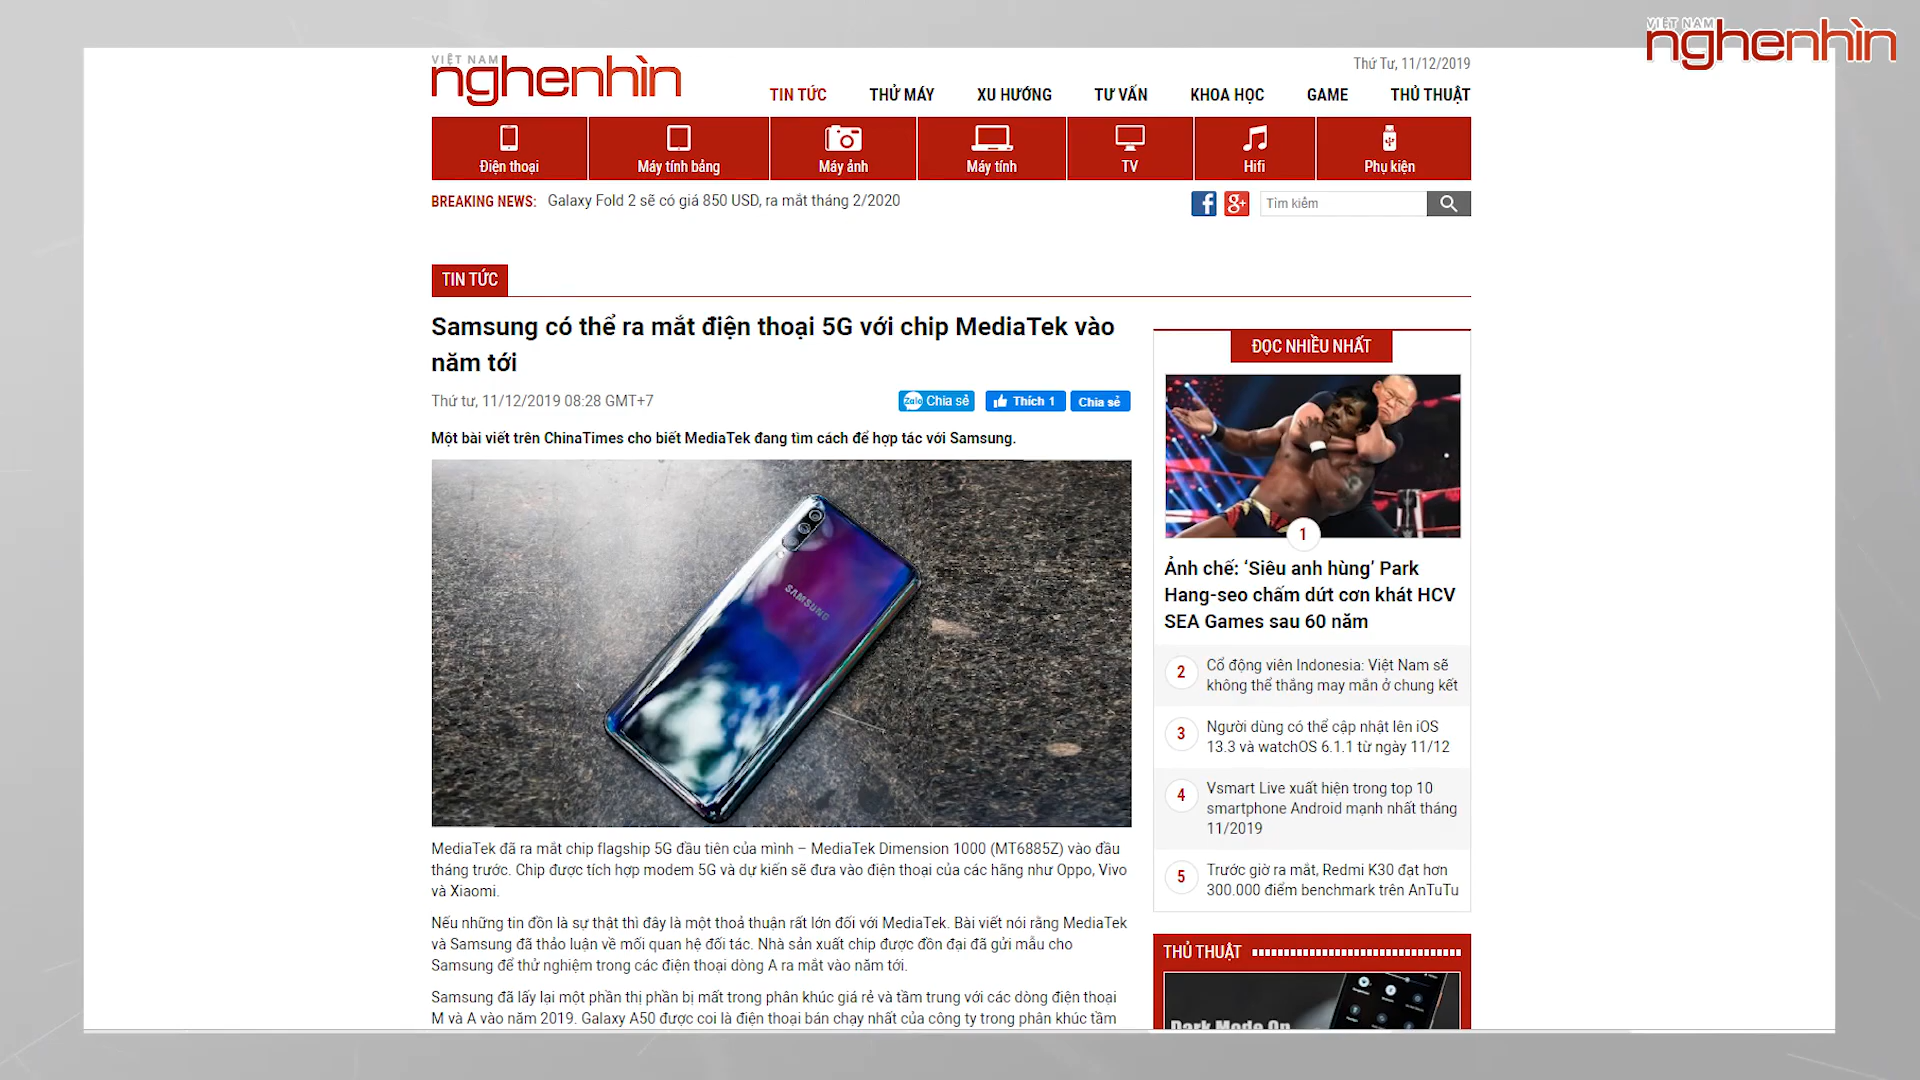 VIỆT NAM
nghenhìn
VIỆT NAM
nghenhìn
Thứ Tư, 11/12/2019
TIN TỨC THỬ MÁY XU HƯỚNG TƯ VẤN KHOA HỌC GAME THỦ THUẬT
Điện thoại Máy tính bảng Máy ảnh Máy tính TV Hifi Phụ kiện
BREAKING NEWS: Galaxy Fold 2 sẽ có giá 850 USD, ra mắt tháng 2/2020
Tìm kiếm
TIN TỨC
Samsung có thể ra mắt điện thoại 5G với chip MediaTek vào
năm tới
Thứ tư, 11/12/2019 08:28 GMT+7
Zalo Chia sẻ Thích 1 Chia sẻ
Một bài viết trên ChinaTimes cho biết MediaTek đang tìm cách để hợp tác với Samsung.
SAMSUNG
MediaTek đã ra mắt chip flagship 5G đầu tiên của mình – MediaTek Dimension 1000 (MT6885Z) vào đầu
tháng trước. Chip được tích hợp modem 5G và dự kiến sẽ đưa vào điện thoại của các hãng như Oppo, Vivo
và Xiaomi.
Nếu những tin đồn là sự thật thì đây là một thoả thuận rất lớn đối với MediaTek. Bài viết nói rằng MediaTek
và Samsung đã thảo luận về mối quan hệ đối tác. Nhà sản xuất chip được đồn đại đã gửi mẫu cho
Samsung để thử nghiệm trong các điện thoại dòng A ra mắt vào năm tới.
Samsung đã lấy lại một phần thị phần bị mất trong phân khúc giá rẻ và tầm trung với các dòng điện thoại
M và A vào năm 2019. Galaxy A50 được coi là điện thoại bán chạy nhất của công ty trong phân khúc tầm
ĐỌC NHIỀU NHẤT
1
Ảnh chế: ‘Siêu anh hùng’ Park
Hang-seo chấm dứt cơn khát HCV
SEA Games sau 60 năm
2 Cổ động viên Indonesia: Việt Nam sẽ
không thể thắng may mắn ở chung kết
3 Người dùng có thể cập nhật lên iOS
13.3 và watchOS 6.1.1 từ ngày 11/12
4 Vsmart Live xuất hiện trong top 10
smartphone Android mạnh nhất tháng
11/2019
5 Trước giờ ra mắt, Redmi K30 đạt hơn
300.000 điểm benchmark trên AnTuTu
THỦ THUẬT
Dark Mode On